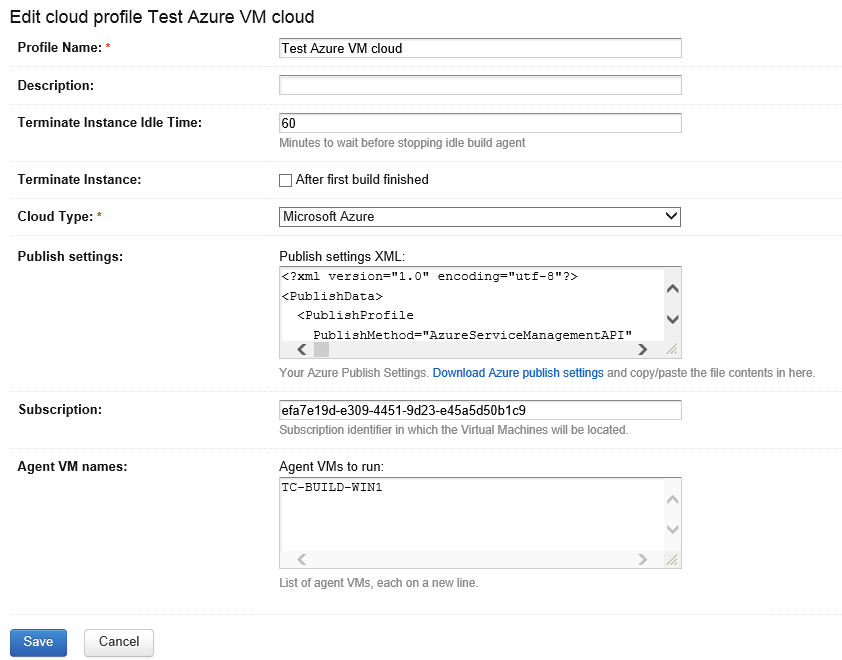 Edit cloud profile Test Azure VM cloud
Profile Name: * Test Azure VM cloud
Description:
Terminate Instance Idle Time: 60
Minutes to wait before stopping idle build agent
Terminate Instance: After first build finished
Cloud Type: * Microsoft Azure
Publish settings: Publish settings XML:
<?xml version="1.0" encoding="utf-8"?>
<PublishData>
<PublishProfile
PublishMethod="AzureServiceManagementAPI"
Your Azure Publish Settings. Download Azure publish settings and copy/paste the file contents in here.
Subscription: efa7e19d-e309-4451-9d23-e45a5d50b1c9
Subscription identifier in which the Virtual Machines will be located.
Agent VM names: Agent VMs to run:
TC-BUILD-WIN1
List of agent VMs, each on a new line.
Save Cancel